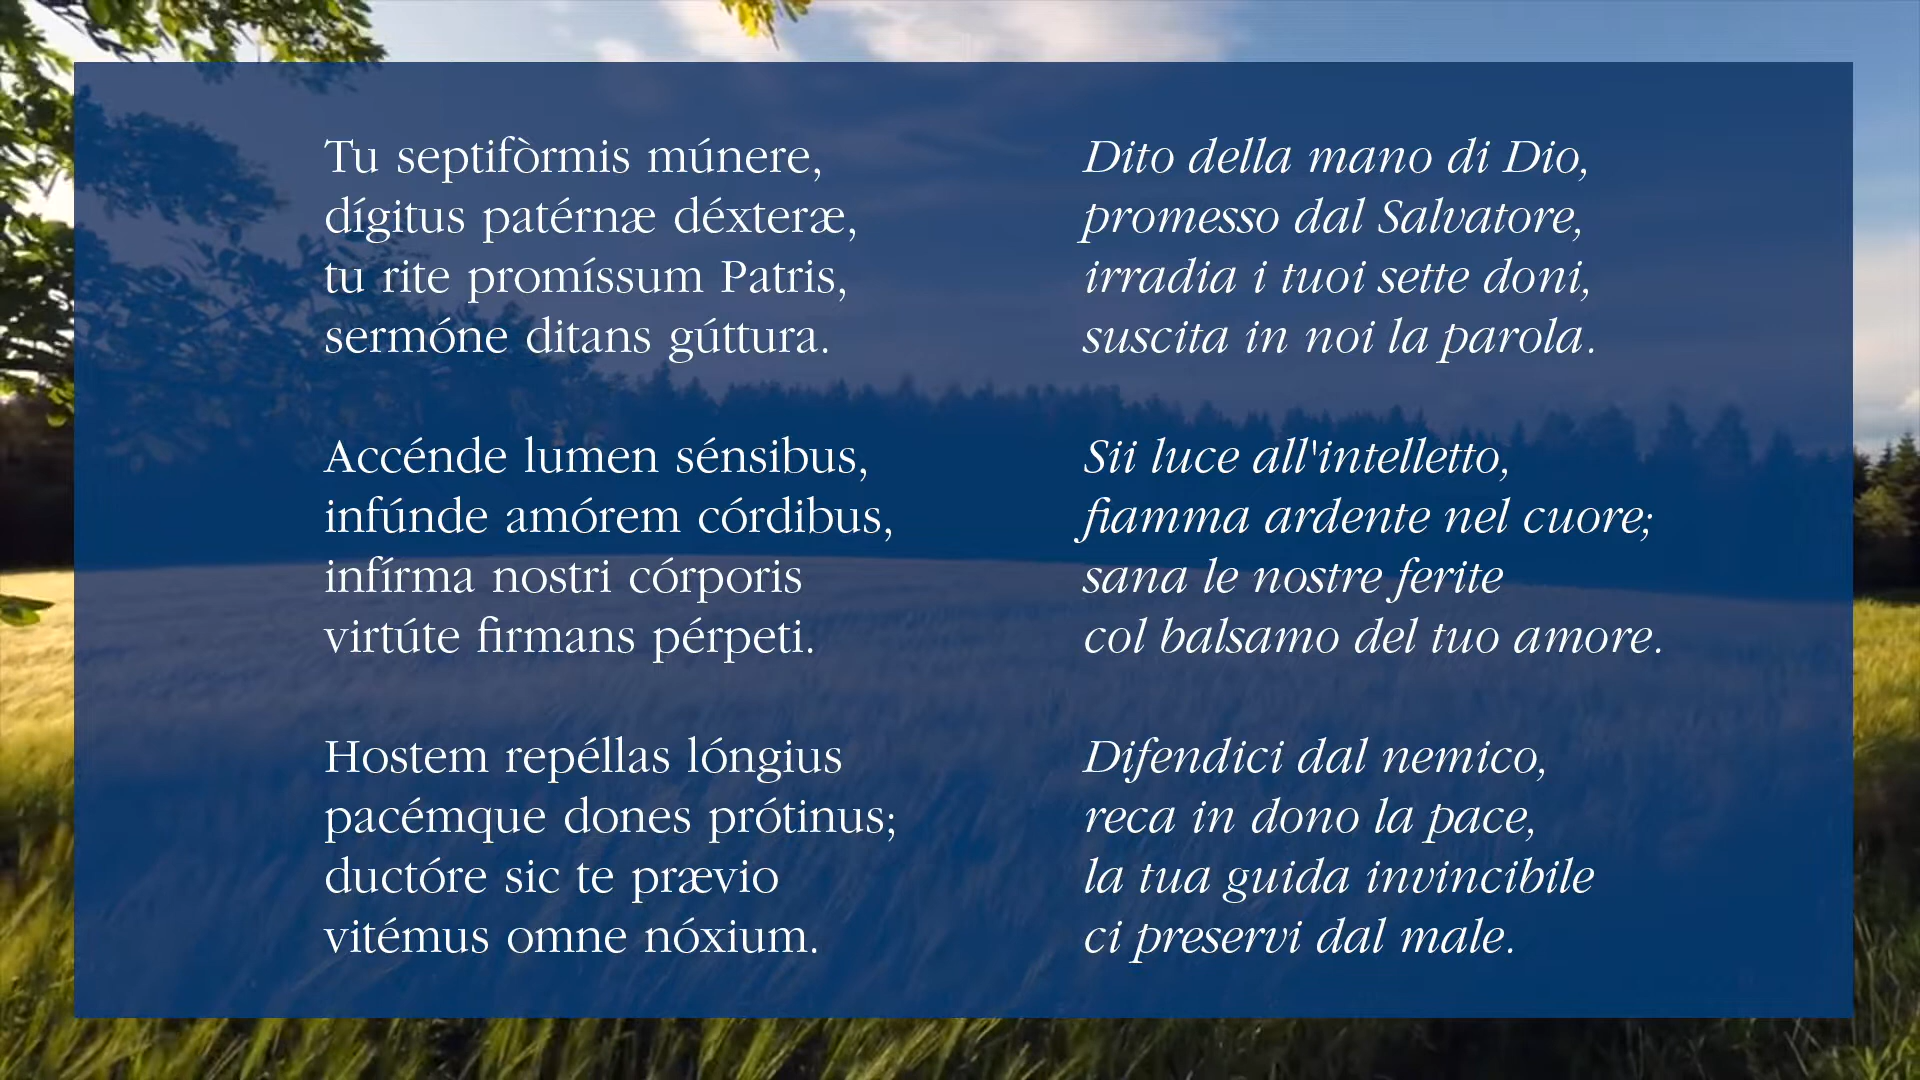 Tu septifòrmis múnere,
dígitus patérnæ déxteræ,
tu rite promíssum Patris,
sermóne ditans gúttura.
Accénde lumen sénsibus,
infúnde amórem córdibus,
infírma nostri córporis
virtúte firmans pérpeti.
Hostem repéllas lóngius
pacémque dones prótinus;
ductóre sic te prævio
vitémus omne nóxium.
Dito della mano di Dio,
promesso dal Salvatore,
irradia i tuoi sette doni,
suscita in noi la parola.
Sii luce all'intelletto,
fiamma ardente nel cuore;
sana le nostre ferite
col balsamo del tuo amore.
Difendici dal nemico,
reca in dono la pace,
la tua guida invincibile
ci preservi dal male.